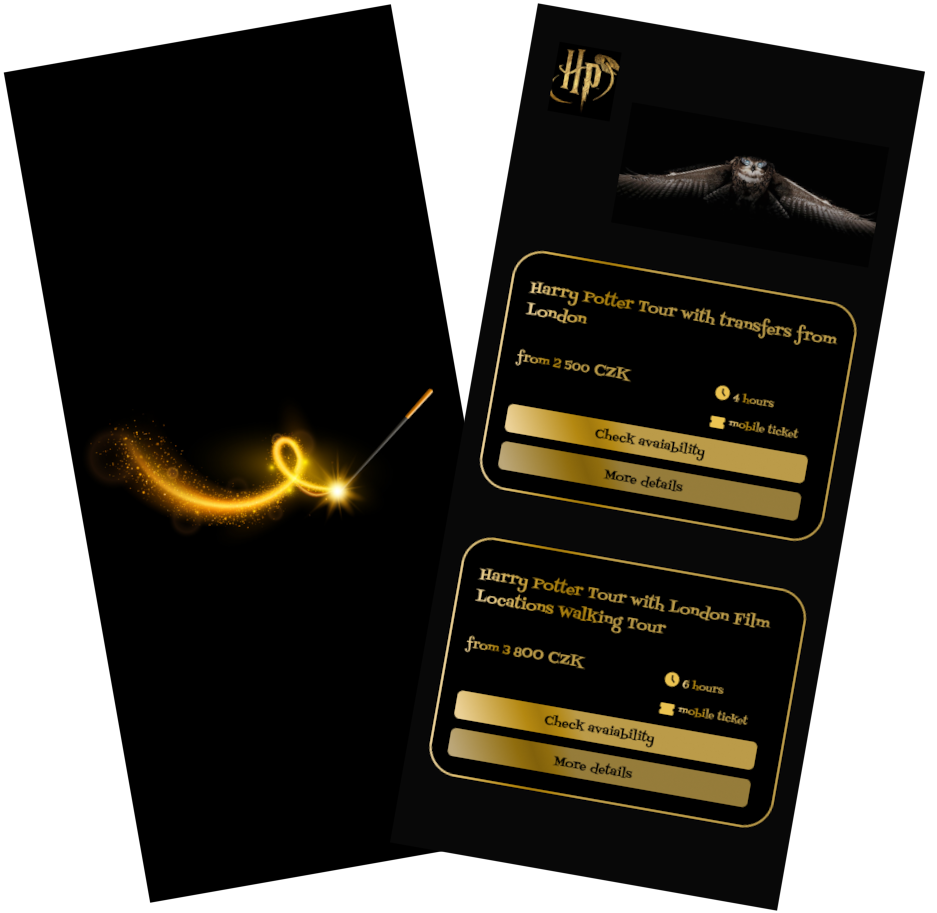 HP
Harry Potter Tour with transfers from
London
from 2 500 CZK
4 hours
mobile ticket
Check avaiability
More details
Harry Potter Tour with London Film
Locations Walking Tour
from 3 800 CZK
6 hours
mobile ticket
Check avaiability
More details